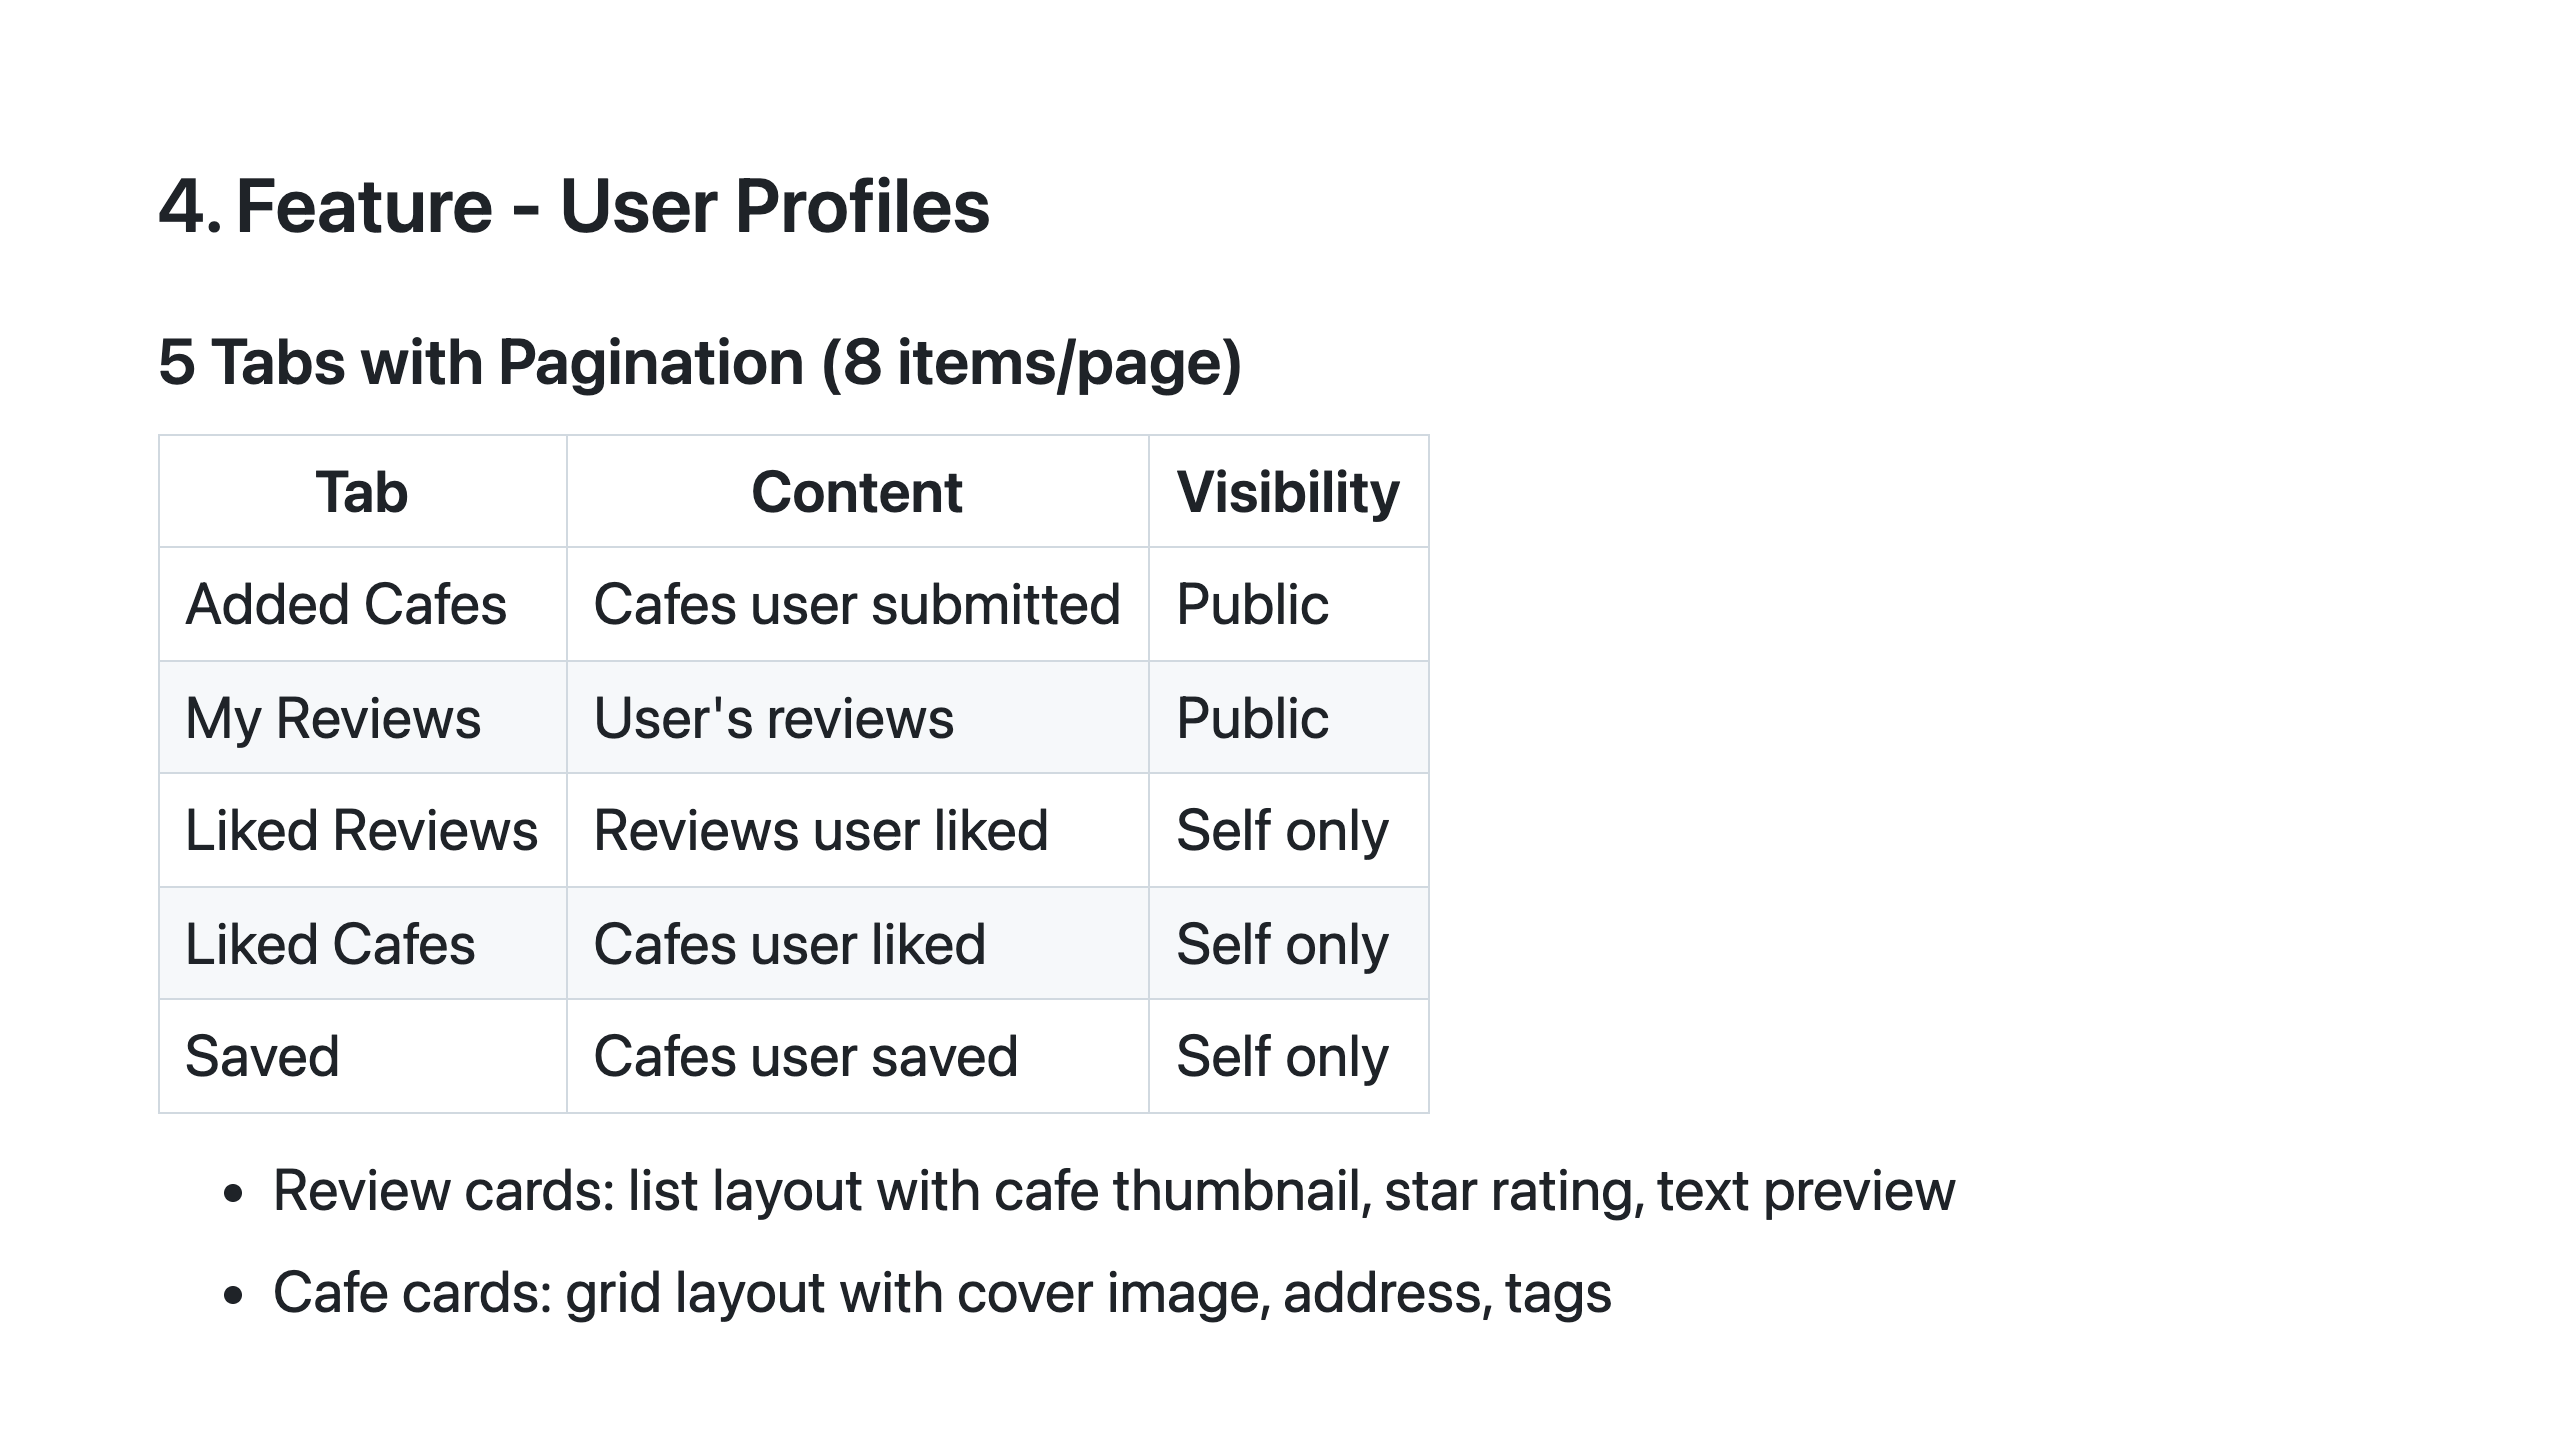 4. Feature - User Profiles
5 Tabs with Pagination (8 items/page)
Tab Content Visibility
Added Cafes Cafes user submitted Public
My Reviews User's reviews Public
Liked Reviews Reviews user liked Self only
Liked Cafes Cafes user liked Self only
Saved Cafes user saved Self only
• Review cards: list layout with cafe thumbnail, star rating, text preview
• Cafe cards: grid layout with cover image, address, tags